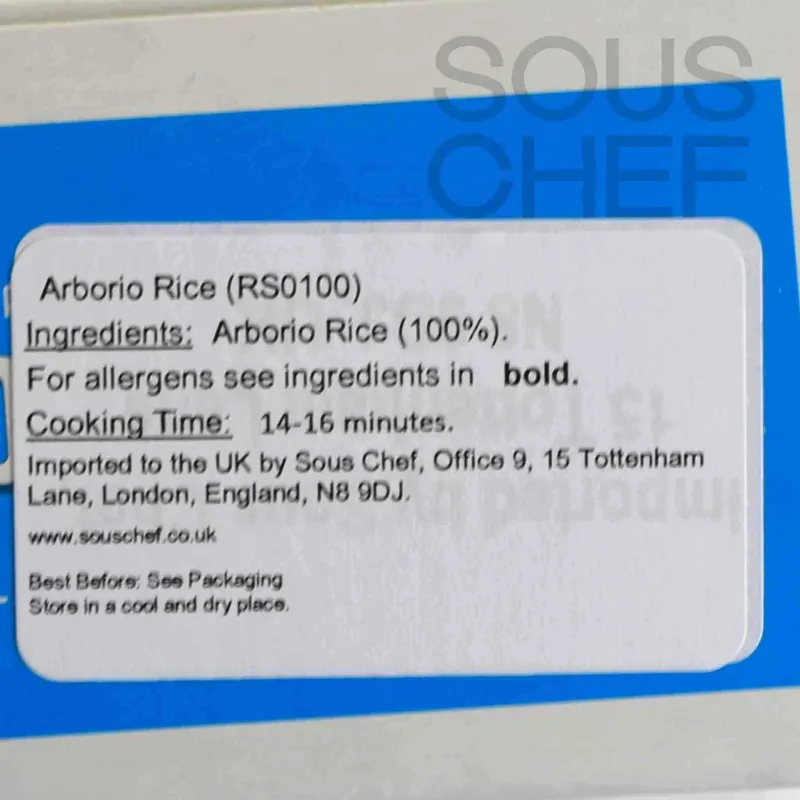 SOUS
CHEF
Arborio Rice (RS0100)
Ingredients: Arborio Rice (100%).
For allergens see ingredients in bold.
Cooking Time: 14-16 minutes.
Imported to the UK by Sous Chef, Office 9, 15 Tottenham
Lane, London, England, N8 9DJ.
www.souschef.co.uk
Best Before: See Packaging
Store in a cool and dry place.